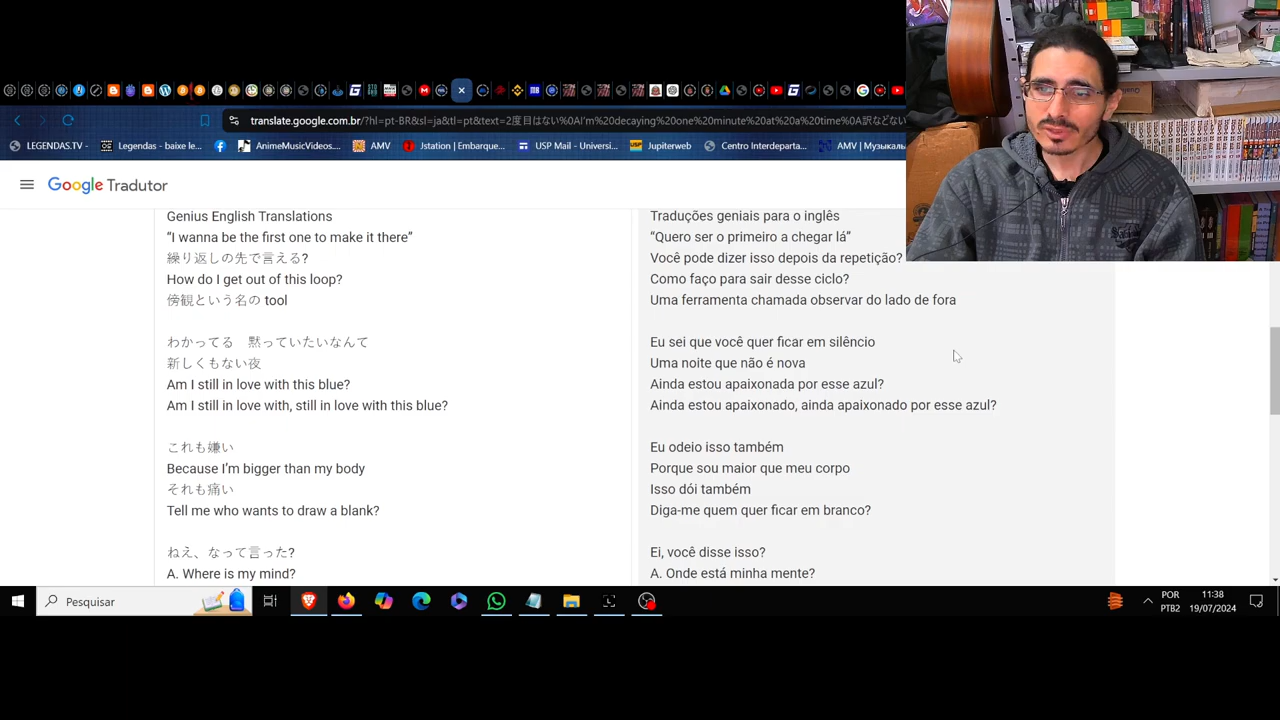 translate.google.com.br/?hl=pt-BR&sl=ja&tl=pt&text=2度目はない%0AI'm%20decaying%20one%20minute%20at%20a%20time%0A訳などない
LEGENDAS.TV -
Legendas - baixe le...
AnimeMusicVideos....
AMV
Jstation | Embarque...
USP Mail - Universi...
Jupiterweb
Centro Interdeparta...
AMV | Музыкаль
Google Tradutor
Genius English Translations
“I wanna be the first one to make it there”
繰り返しの先で言える?
How do I get out of this loop?
傍観という名の tool
わかってる 黙っていたいなんて
新しくもない夜
Am I still in love with this blue?
Am I still in love with, still in love with this blue?
これも嫌い
Because I’m bigger than my body
それも痛い
Tell me who wants to draw a blank?
ねえ、なって言った?
A. Where is my mind?
Traduções geniais para o inglês
“Quero ser o primeiro a chegar lá”
Você pode dizer isso depois da repetição?
Como faço para sair desse ciclo?
Uma ferramenta chamada observar do lado de fora
Eu sei que você quer ficar em silêncio
Uma noite que não é nova
Ainda estou apaixonada por esse azul?
Ainda estou apaixonado, ainda apaixonado por esse azul?
Eu odeio isso também
Porque sou maior que meu corpo
Isso dói também
Diga-me quem quer ficar em branco?
Ei, você disse isso?
A. Onde está minha mente?
Pesquisar
POR
PTB2
11:38
19/07/2024